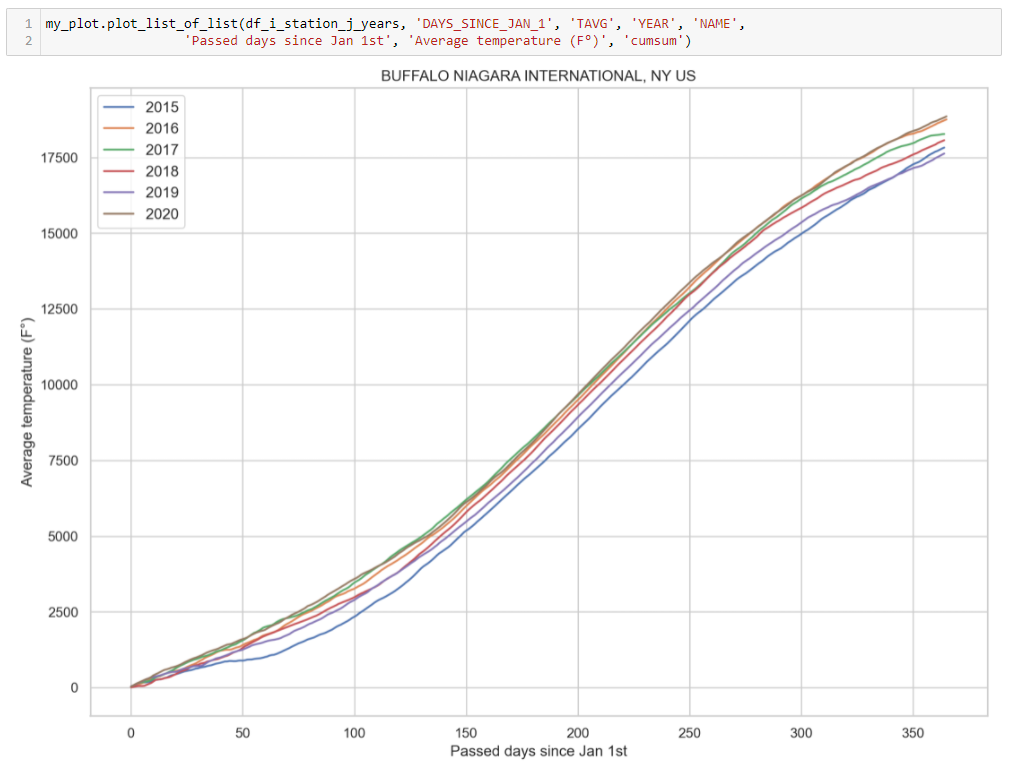 1 my_plot.plot_list_of_list(df_i_station_j_years, 'DAYS_SINCE_JAN_1', 'TAVG', 'YEAR', 'NAME',
2 'Passed days since Jan 1st', 'Average temperature (F°)', 'cumsum')
BUFFALO NIAGARA INTERNATIONAL, NY US
2015
2016
2017
2018
2019
2020
17500
15000
12500
10000
7500
5000
2500
0
Average temperature (F°)
0 50 100 150 200 250 300 350
Passed days since Jan 1st